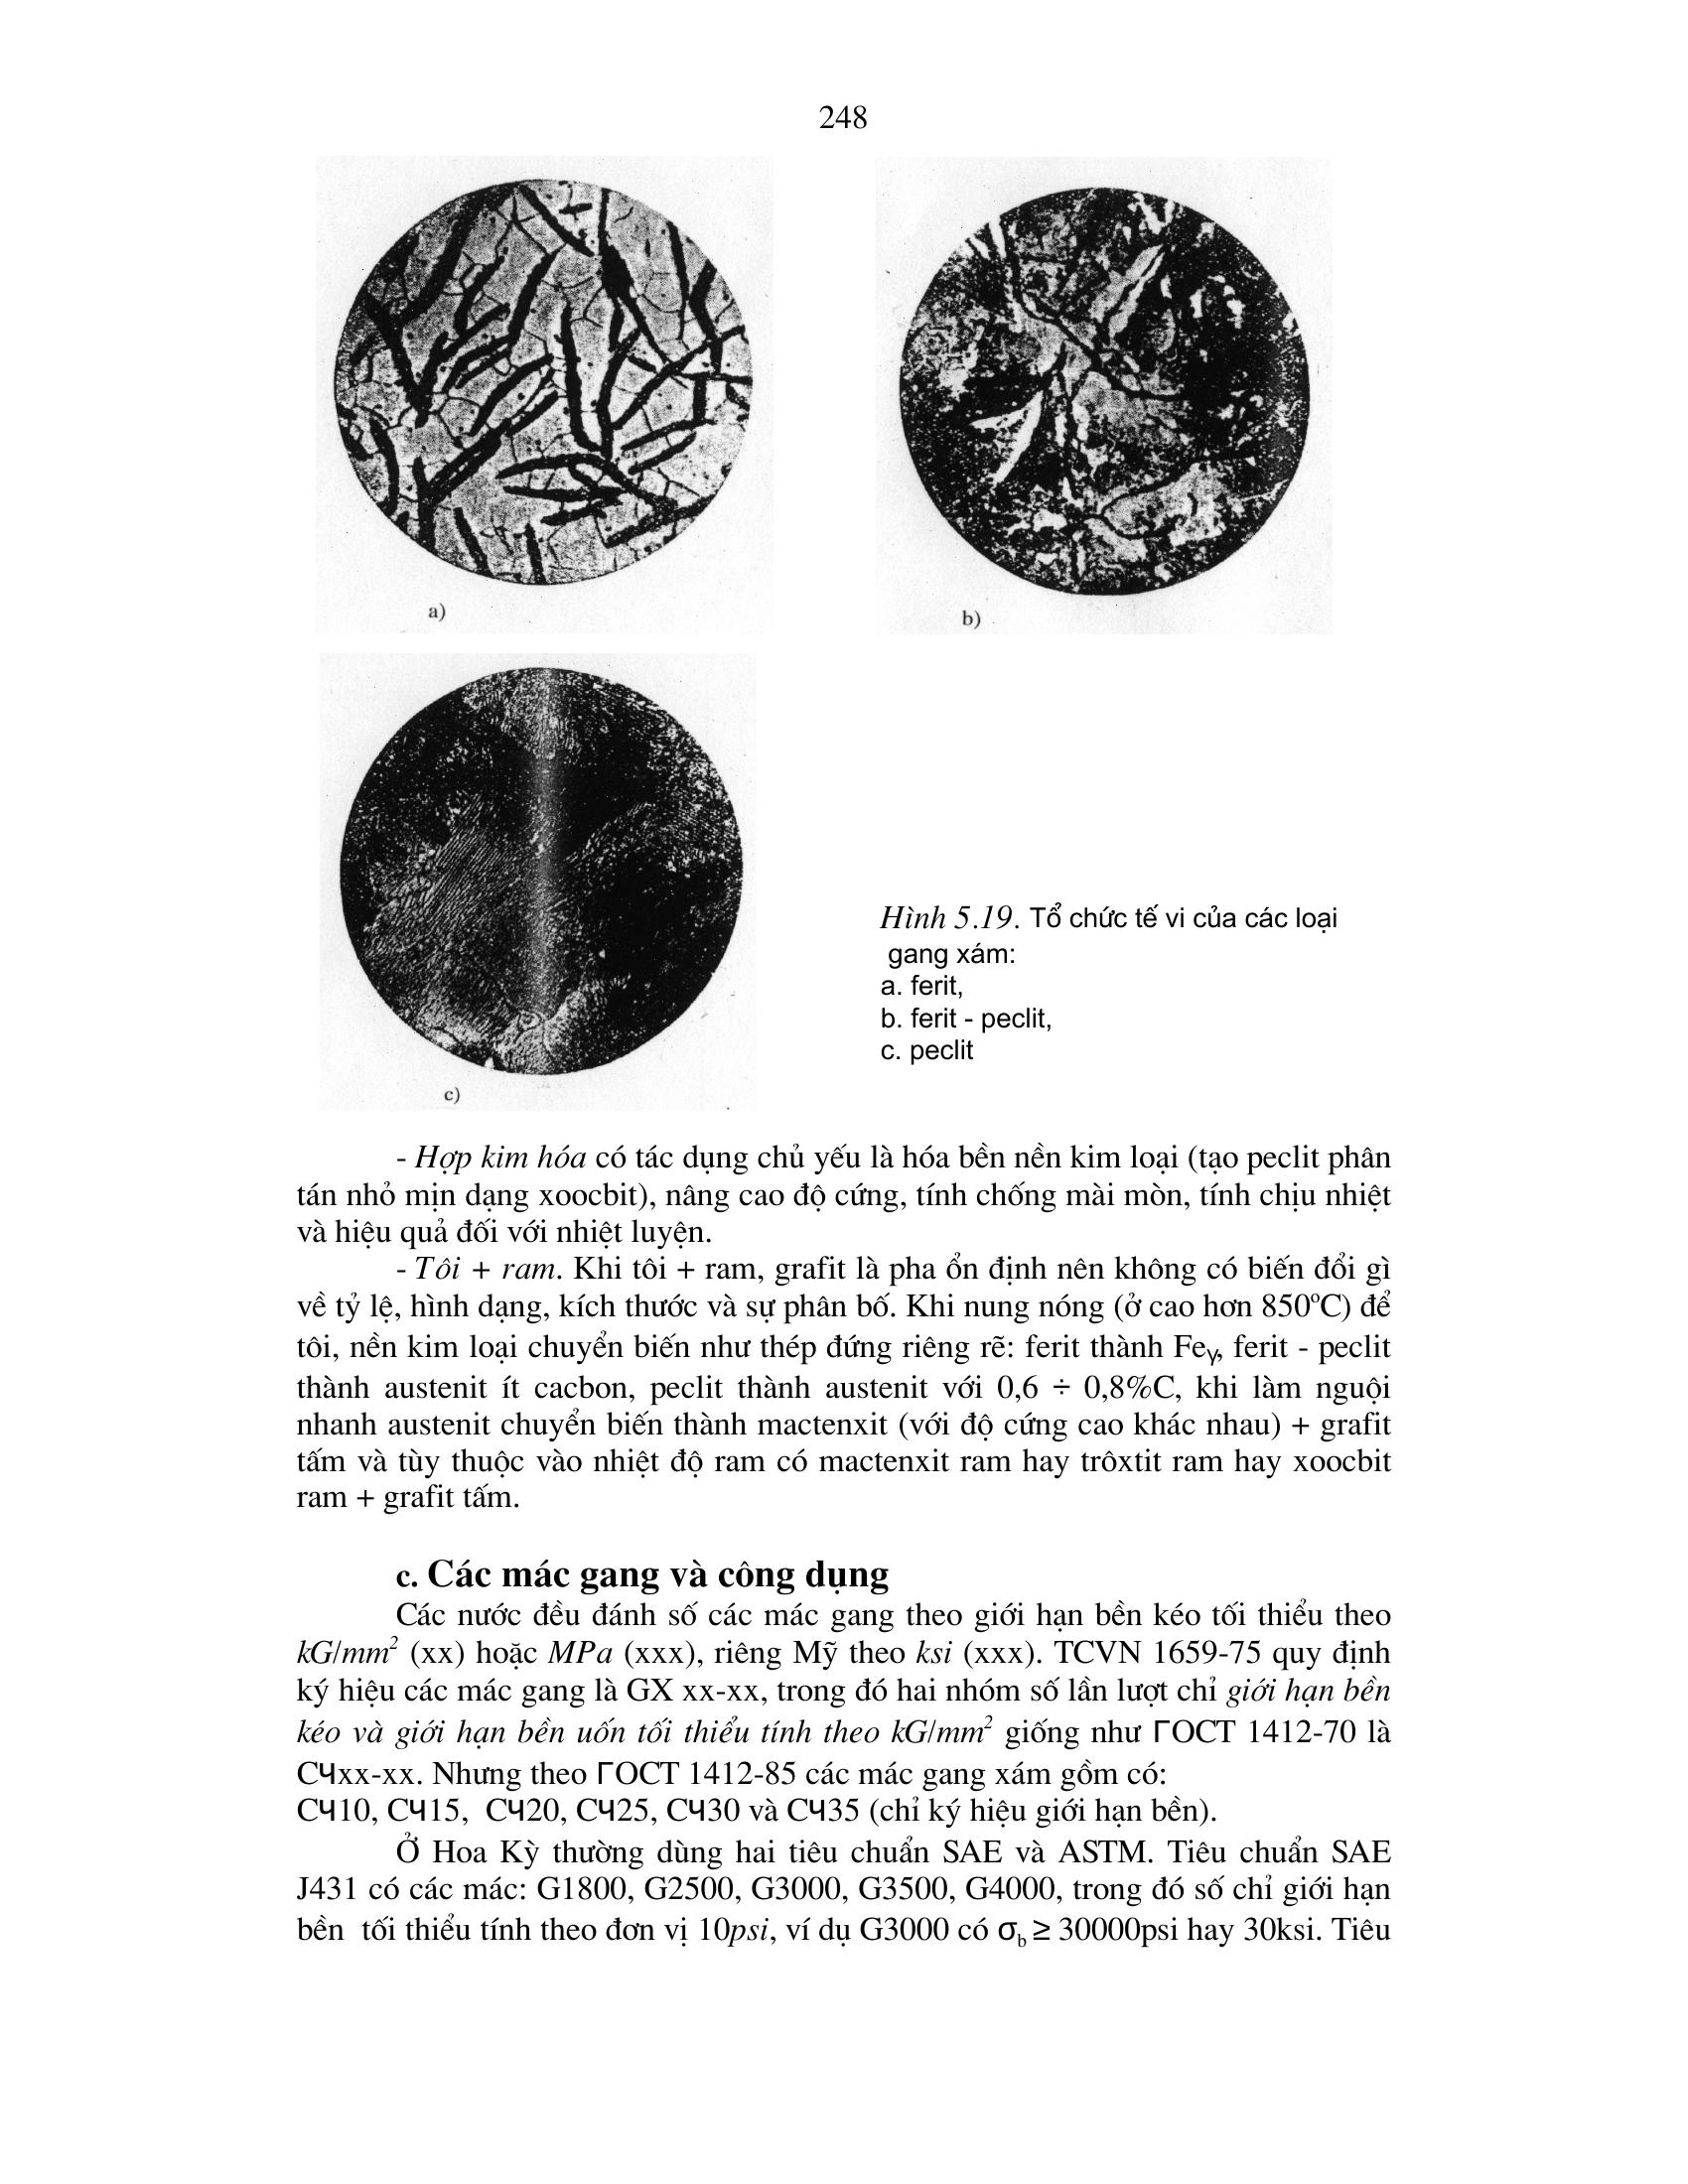 248
a)
b)
c)
Hình 5.19. Tổ chức tế vi của các loại
gang xám:
a. ferit,
b. ferit - peclit,
c. peclit
- Hợp kim hóa có tác dụng chủ yếu là hóa bền nền kim loại (tạo peclit phân
tán nhỏ mịn dạng xoocbit), nâng cao độ cứng, tính chống mài mòn, tính chịu nhiệt
và hiệu quả đối với nhiệt luyện.
- Tôi + ram. Khi tôi + ram, grafit là pha ổn định nên không có biến đổi gì
về tỷ lệ, hình dạng, kích thước và sự phân bố. Khi nung nóng (ở cao hơn 850ºC) để
tôi, nền kim loại chuyển biến như thép đứng riêng rẽ: ferit thành Feγ, ferit - peclit
thành austenit ít cacbon, peclit thành austenit với 0,6 ÷ 0,8%C, khi làm nguội
nhanh austenit chuyển biến thành mactenxit (với độ cứng cao khác nhau) + grafit
tấm và tùy thuộc vào nhiệt độ ram có mactenxit ram hay trôxtit ram hay xoocbit
ram + grafit tấm.
c. Các mác gang và công dụng
Các nước đều đánh số các mác gang theo giới hạn bền kéo tối thiểu theo
kG/mm² (xx) hoặc MPa (xxx), riêng Mỹ theo ksi (xxx). TCVN 1659-75 quy định
ký hiệu các mác gang là GX xx-xx, trong đó hai nhóm số lần lượt chỉ giới hạn bền
kéo và giới hạn bền uốn tối thiểu tính theo kG/mm² giống như ГOCT 1412-70 là
CЧxx-xx. Nhưng theo ГOCT 1412-85 các mác gang xám gồm có:
CЧ10, CЧ15, CЧ20, CЧ25, CЧ30 và CЧ35 (chỉ ký hiệu giới hạn bền).
Ở Hoa Kỳ thường dùng hai tiêu chuẩn SAE và ASTM. Tiêu chuẩn SAE
J431 có các mác: G1800, G2500, G3000, G3500, G4000, trong đó số chỉ giới hạn
bền tối thiểu tính theo đơn vị 10psi, ví dụ G3000 có σb ≥ 30000psi hay 30ksi. Tiêu